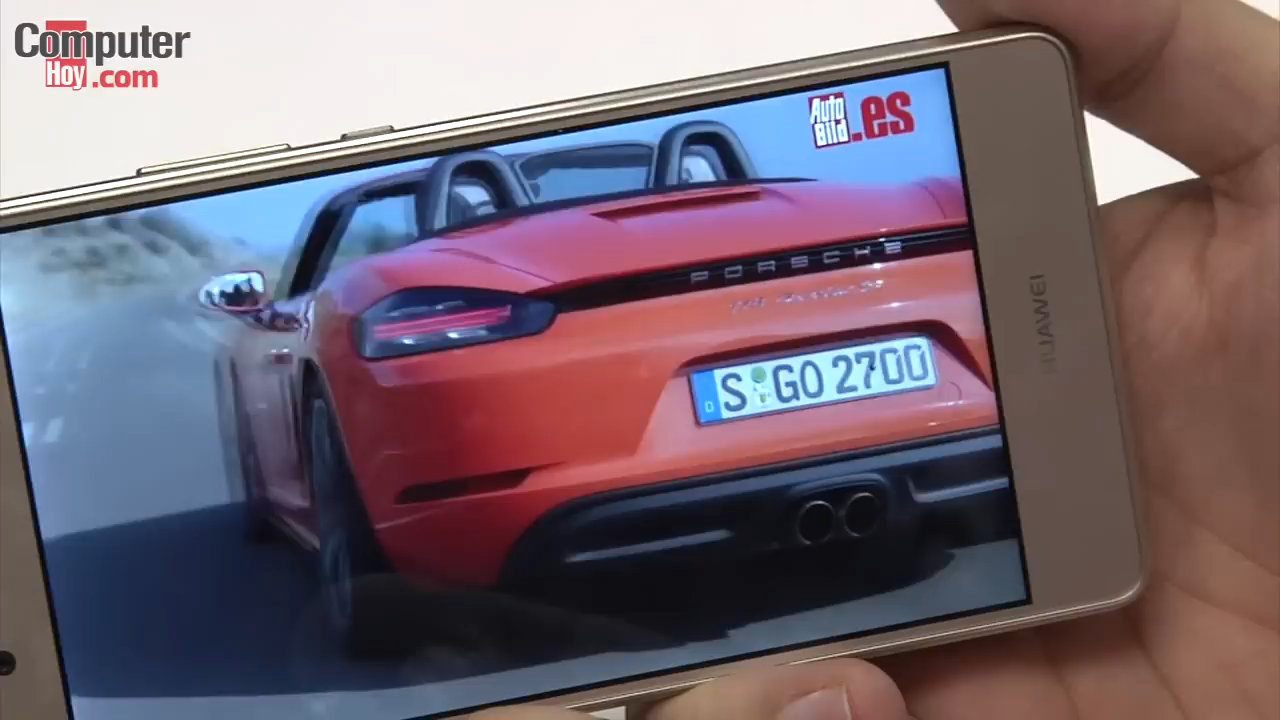 Computer
Hoy.com
Auto
Bild.es
PORSCHE
S GO 2700
D
HUAWEI